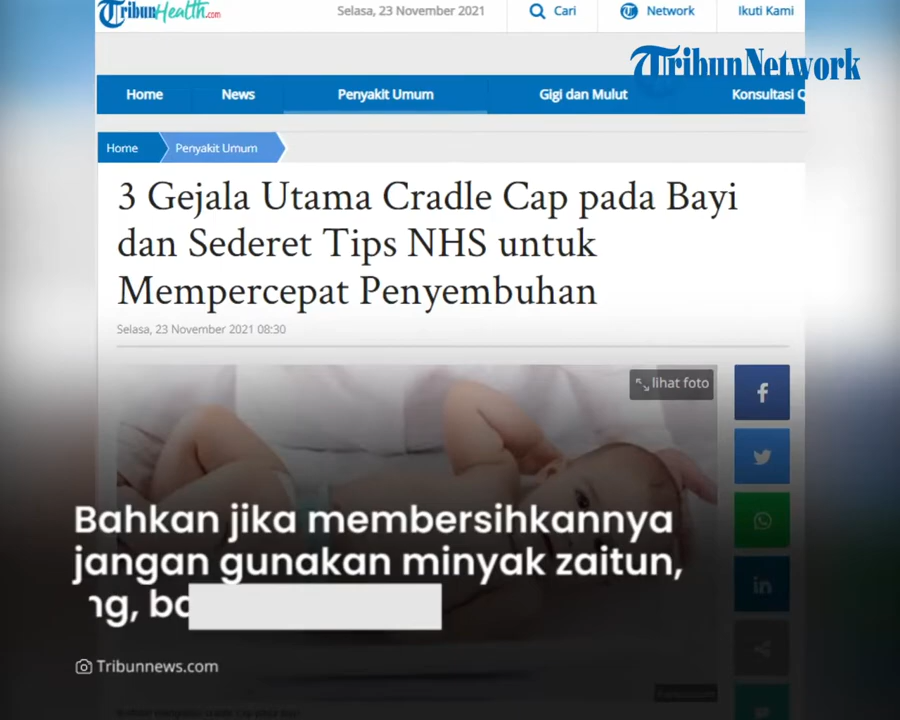 TribunHealth.com
Selasa, 23 November 2021
Cari
Network
Ikuti Kami
TribunNetwork
Home
News
Penyakit Umum
Gigi dan Mulut
Konsultasi Q
Home
Penyakit Umum
3 Gejala Utama Cradle Cap pada Bayi
dan Sederet Tips NHS untuk
Mempercepat Penyembuhan
Selasa, 23 November 2021 08:30
lihat foto
Bahkan jika membersihkannya
jangan gunakan minyak zaitun,
Tribunnews.com